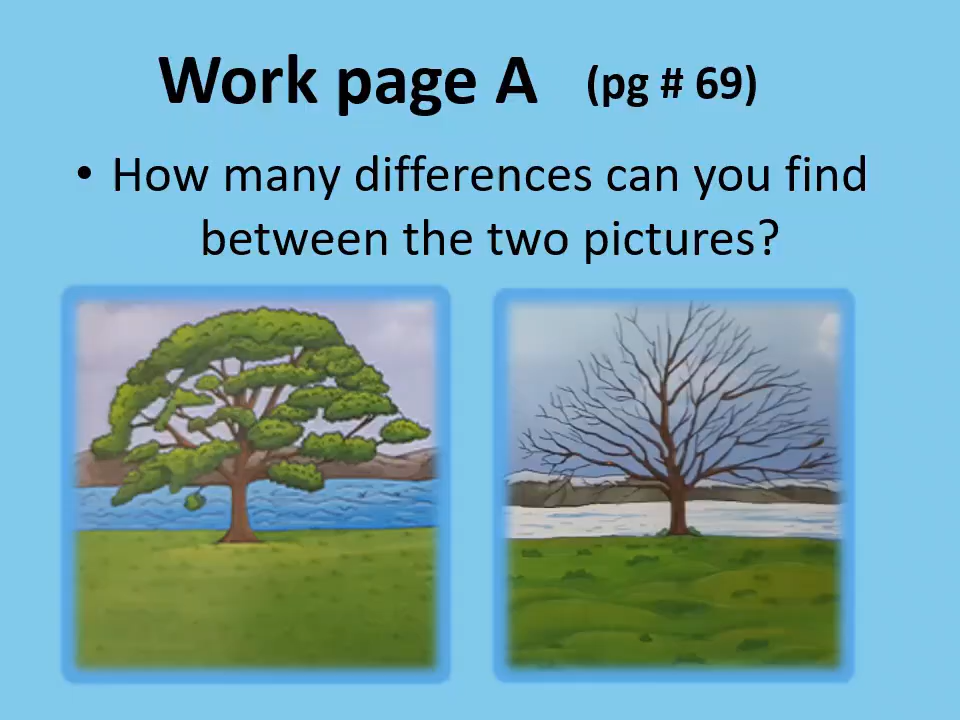 Work page A (pg # 69)
• How many differences can you find
between the two pictures?